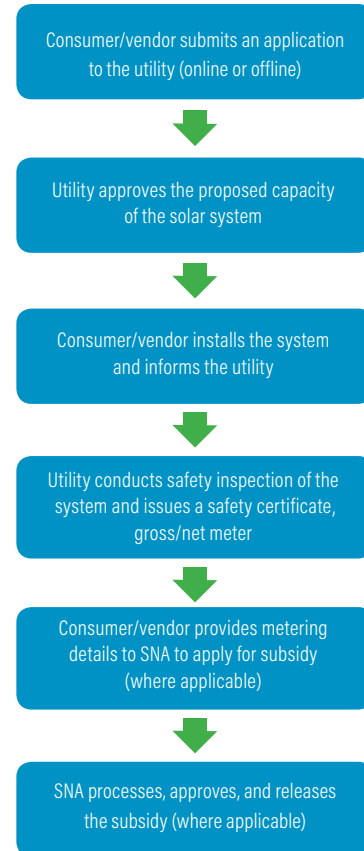 Consumer/vendor submits an application
to the utility (online or offline)
Utility approves the proposed capacity
of the solar system
Consumer/vendor installs the system
and informs the utility
Utility conducts safety inspection of the
system and issues a safety certificate,
gross/net meter
Consumer/vendor provides metering
details to SNA to apply for subsidy
(where applicable)
SNA processes, approves, and releases
the subsidy (where applicable)